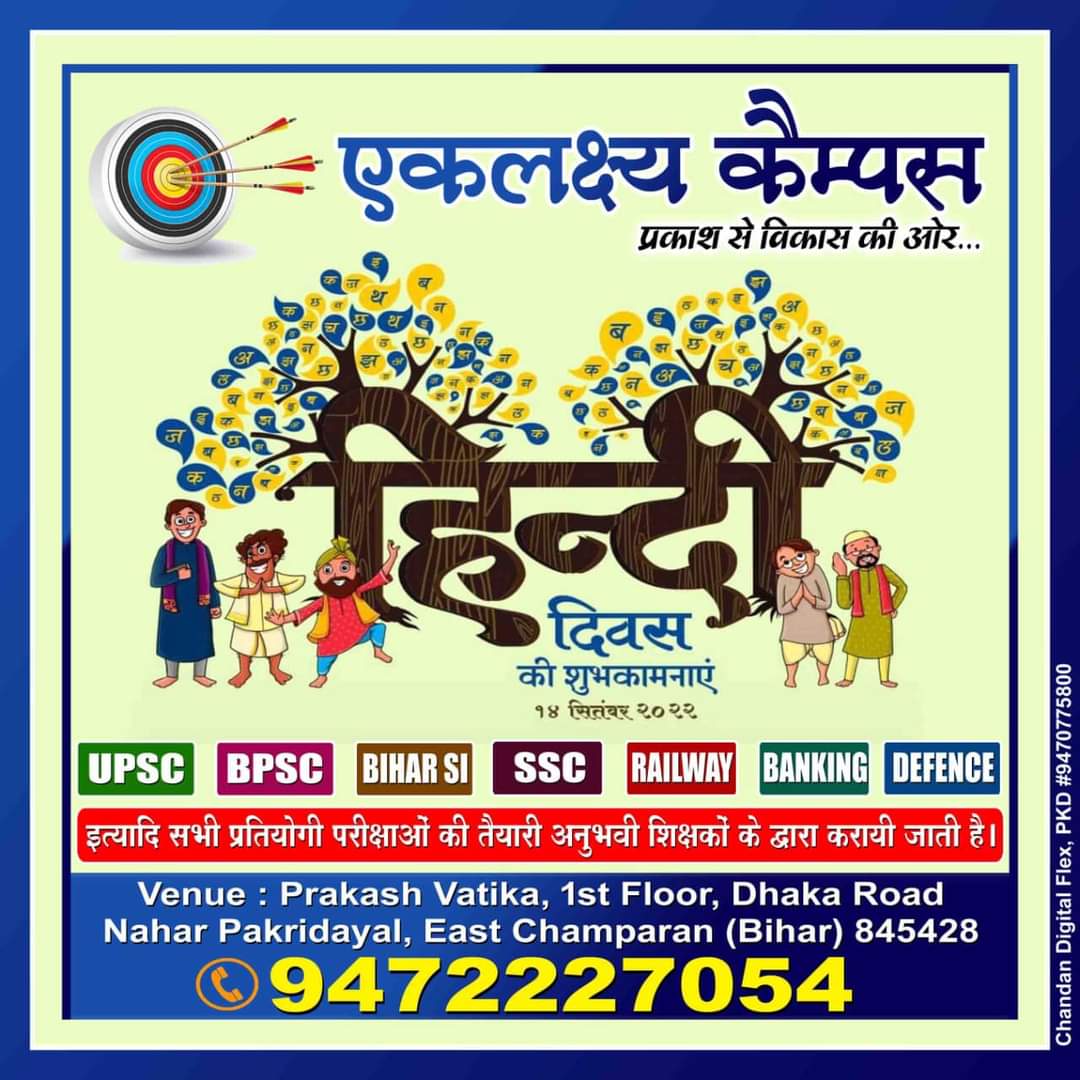 एकलक्ष्य कैम्पस
प्रकाश से विकास की ओर...
हिन्दी
दिवस
की शुभकामनाएं
१४ सितंबर २०२२
UPSC BPSC BIHAR SI SSC RAILWAY BANKING DEFENCE
इत्यादि सभी प्रतियोगी परीक्षाओं की तैयारी अनुभवी शिक्षकों के द्वारा करायी जाती है।
Venue : Prakash Vatika, 1st Floor, Dhaka Road
Nahar Pakridayal, East Champaran (Bihar) 845428
9472227054
Chandan Digital Flex, PKD #9470775800